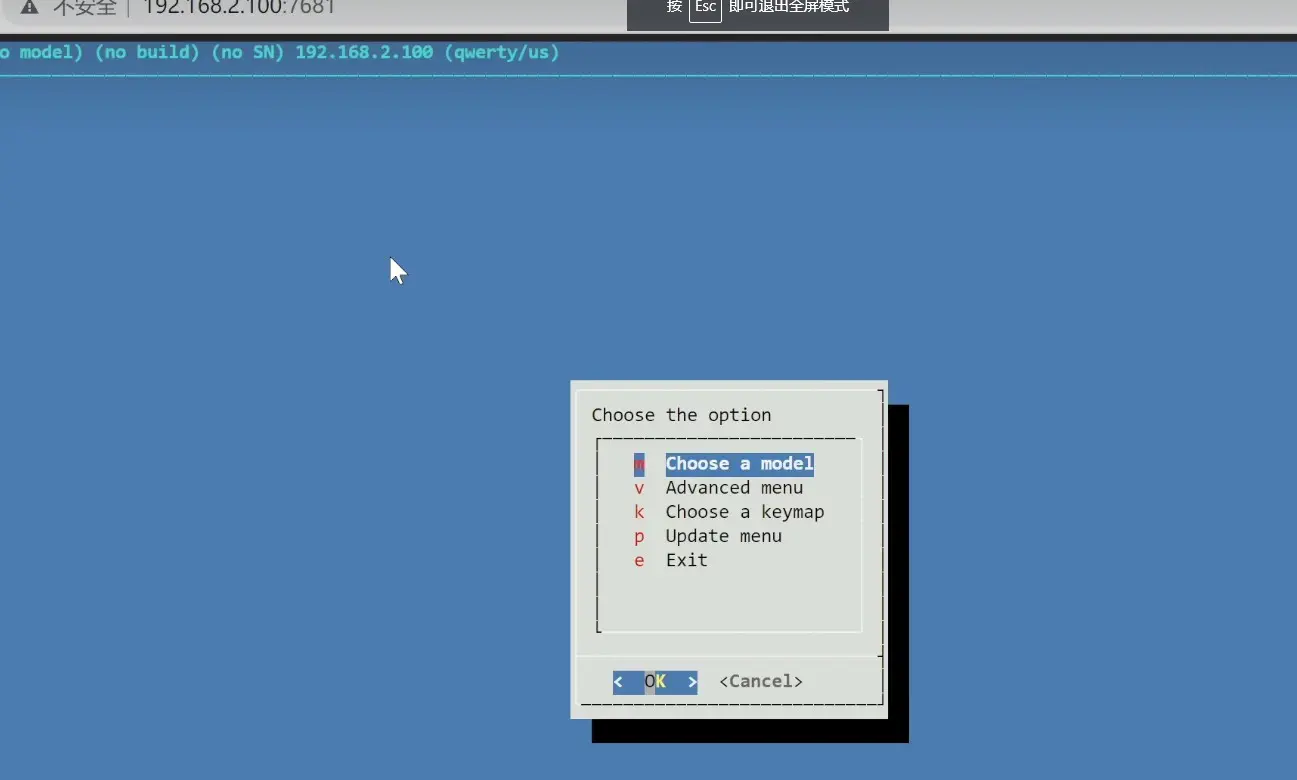 不安全 | 192.168.2.100:7681
按 Esc 即可退出全屏模式
o model) (no build) (no SN) 192.168.2.100 (qwerty/us)
Choose the option
m Choose a model
v Advanced menu
k Choose a keymap
p Update menu
e Exit
< OK > <Cancel>